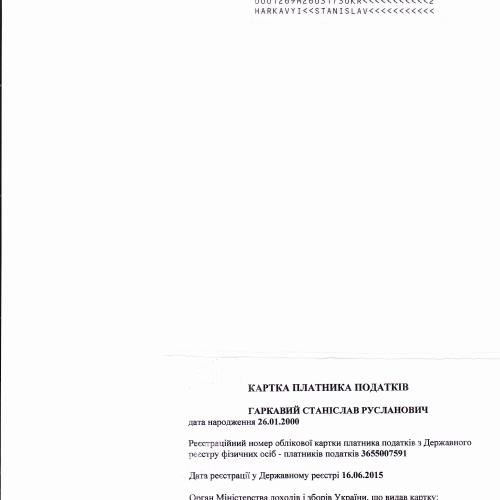 HARKAVYI<<STANISLAV<<<<<<<<<<<
КАРТКА ПЛАТНИКА ПОДАТКІВ
ГАРКАВИЙ СТАНІСЛАВ РУСЛАНОВИЧ
дата народження 26.01.2000
Реєстраційний номер облікової картки платника податків з Державного
реєстру фізичних осіб - платників податків 3655007591
Дата реєстрації у Державному реєстрі 16.06.2015
Орган Міністерства доходів і зборів України, що видав картку: